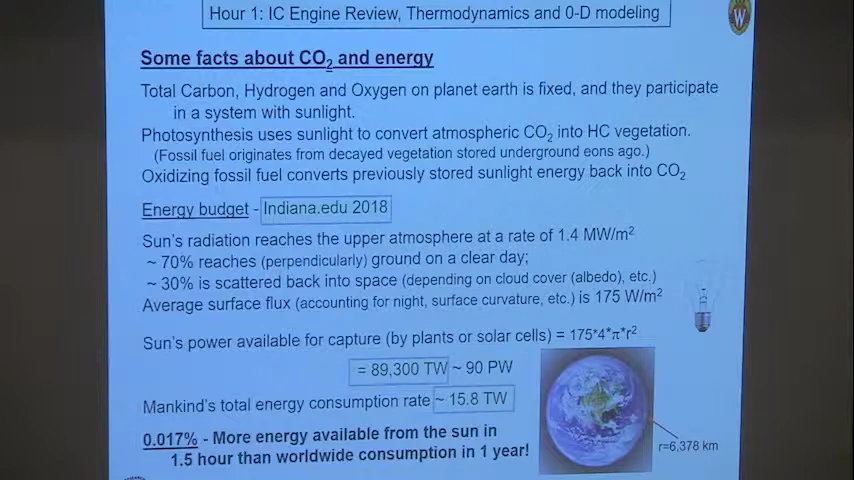 Hour 1: IC Engine Review, Thermodynamics and 0-D modeling
W
Some facts about CO2 and energy
Total Carbon, Hydrogen and Oxygen on planet earth is fixed, and they participate
in a system with sunlight.
Photosynthesis uses sunlight to convert atmospheric CO2 into HC vegetation.
(Fossil fuel originates from decayed vegetation stored underground eons ago.)
Oxidizing fossil fuel converts previously stored sunlight energy back into CO2
Energy budget - Indiana.edu 2018
Sun's radiation reaches the upper atmosphere at a rate of 1.4 MW/m2
~ 70% reaches (perpendicularly) ground on a clear day;
~ 30% is scattered back into space (depending on cloud cover (albedo), etc.)
Average surface flux (accounting for night, surface curvature, etc.) is 175 W/m2
Sun's power available for capture (by plants or solar cells) = 175*4*π*r2
= 89,300 TW ~ 90 PW
Mankind's total energy consumption rate ~ 15.8 TW
0.017% - More energy available from the sun in
1.5 hour than worldwide consumption in 1 year!
r=6,378 km